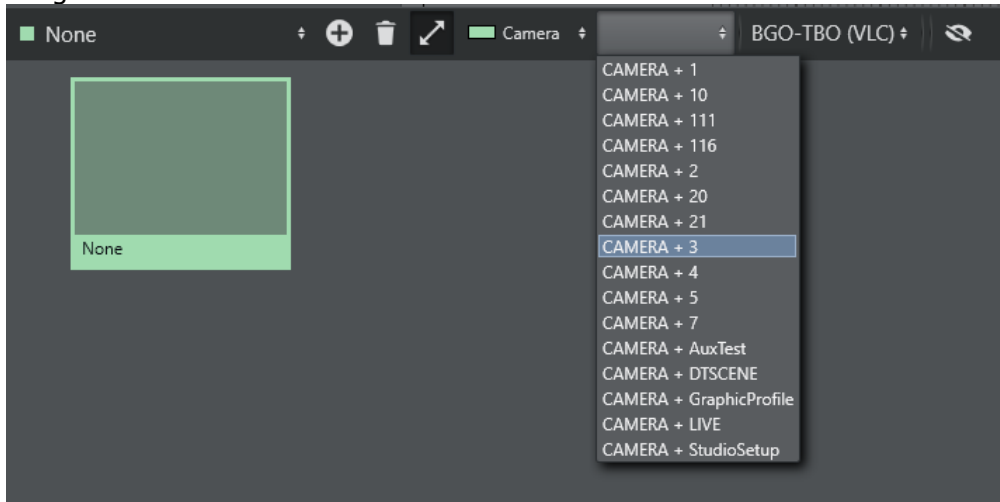 None
Camera
BGO-TBO (VLC)
CAMERA + 1
CAMERA + 10
CAMERA + 111
CAMERA + 116
CAMERA + 2
CAMERA + 20
CAMERA + 21
CAMERA + 3
CAMERA + 4
CAMERA + 5
CAMERA + 7
CAMERA + AuxTest
CAMERA + DTSCENE
CAMERA + GraphicProfile
CAMERA + LIVE
CAMERA + StudioSetup
None